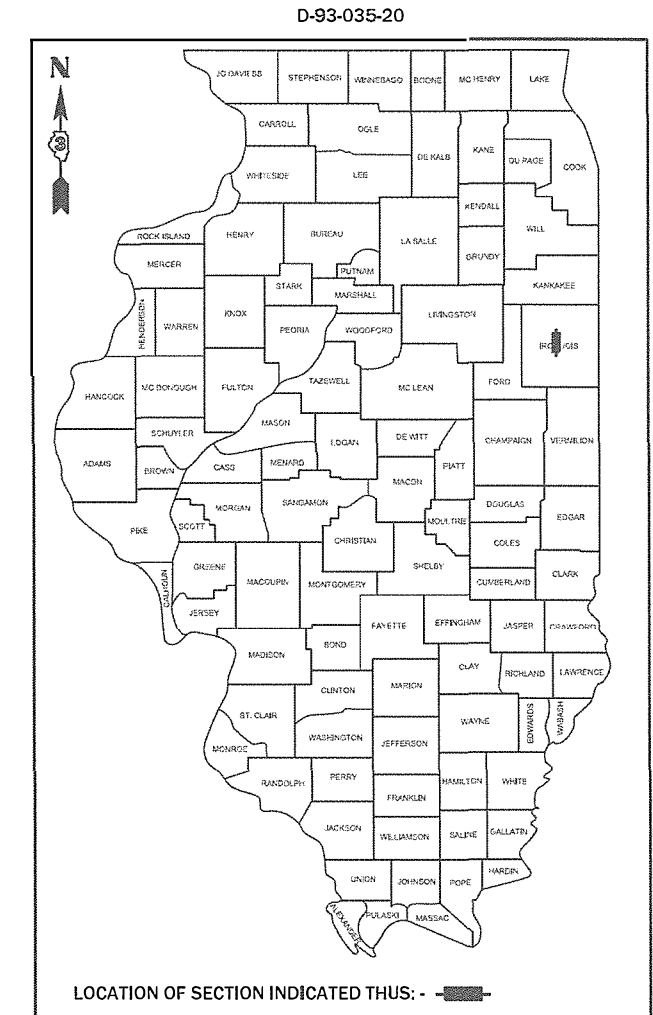 D-93-035-20
N
JO DAVIESS STEPHENSON WINNEBAGO BOONE MC HENRY LAKE
CARROLL OGLE DE KALB KANE DU PAGE COOK
WHITESIDE LEE
KENDALL
ROCK ISLAND HENRY BUREAU LA SALLE WILL
MERCER PUTNAM GRUNDY
STARK MARSHALL KANKAKEE
HENDERSON WARREN KNOX PEORIA WOODFORD LIVINGSTON
HANCOCK MC DONOUGH FULTON TAZEWELL MC LEAN FORD
MASON
SCHUYLER LOGAN DE WITT CHAMPAIGN VERMILION
ADAMS BROWN CASS MENARD PIATT
MACON
PIKE SCOTT MORGAN SANGAMON DOUGLAS EDGAR
MOULTRIE
CHRISTIAN COLES
CALHOUN GREENE MACOUPIN MONTGOMERY SHELBY CUMBERLAND CLARK
JERSEY
FAYETTE EFFINGHAM JASPER CRAWFORD
MADISON BOND
CLAY RICHLAND LAWRENCE
CLINTON MARION
ST. CLAIR WAYNE EDWARDS WABASH
MONROE WASHINGTON JEFFERSON
RANDOLPH PERRY HAMILTON WHITE
FRANKLIN
JACKSON WILLIAMSON SALINE GALLATIN
UNION JOHNSON POPE HARDIN
ALEXANDER PULASKI MASSAC
LOCATION OF SECTION INDICATED THUS: -